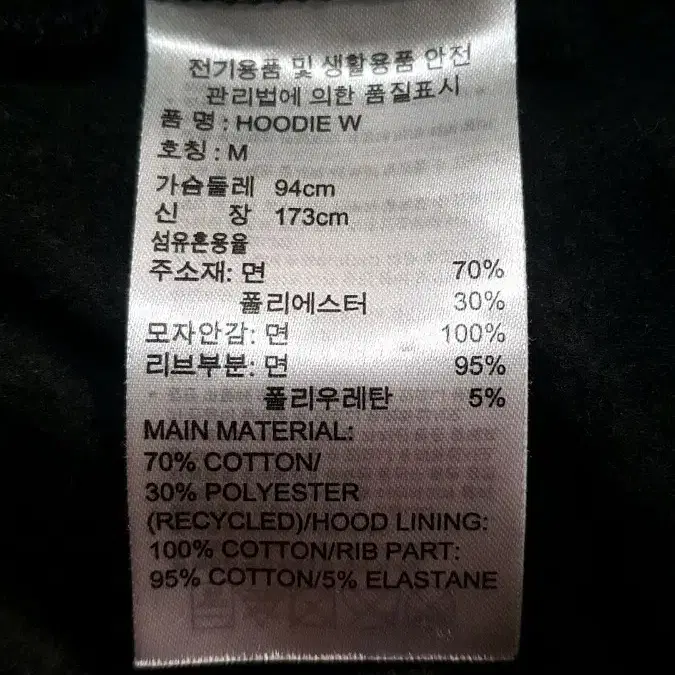 전기용품 및 생활용품 안전
관리법에 의한 품질표시
품 명 : HOODIE W
호칭 : M
가슴둘레 94cm
신 장 173cm
섬유혼용율
주소재: 면 70%
폴리에스터 30%
모자안감: 면 100%
리브부분: 면 95%
폴리우레탄 5%
MAIN MATERIAL:
70% COTTON/
30% POLYESTER
(RECYCLED)/HOOD LINING:
100% COTTON/RIB PART:
95% COTTON/5% ELASTANE